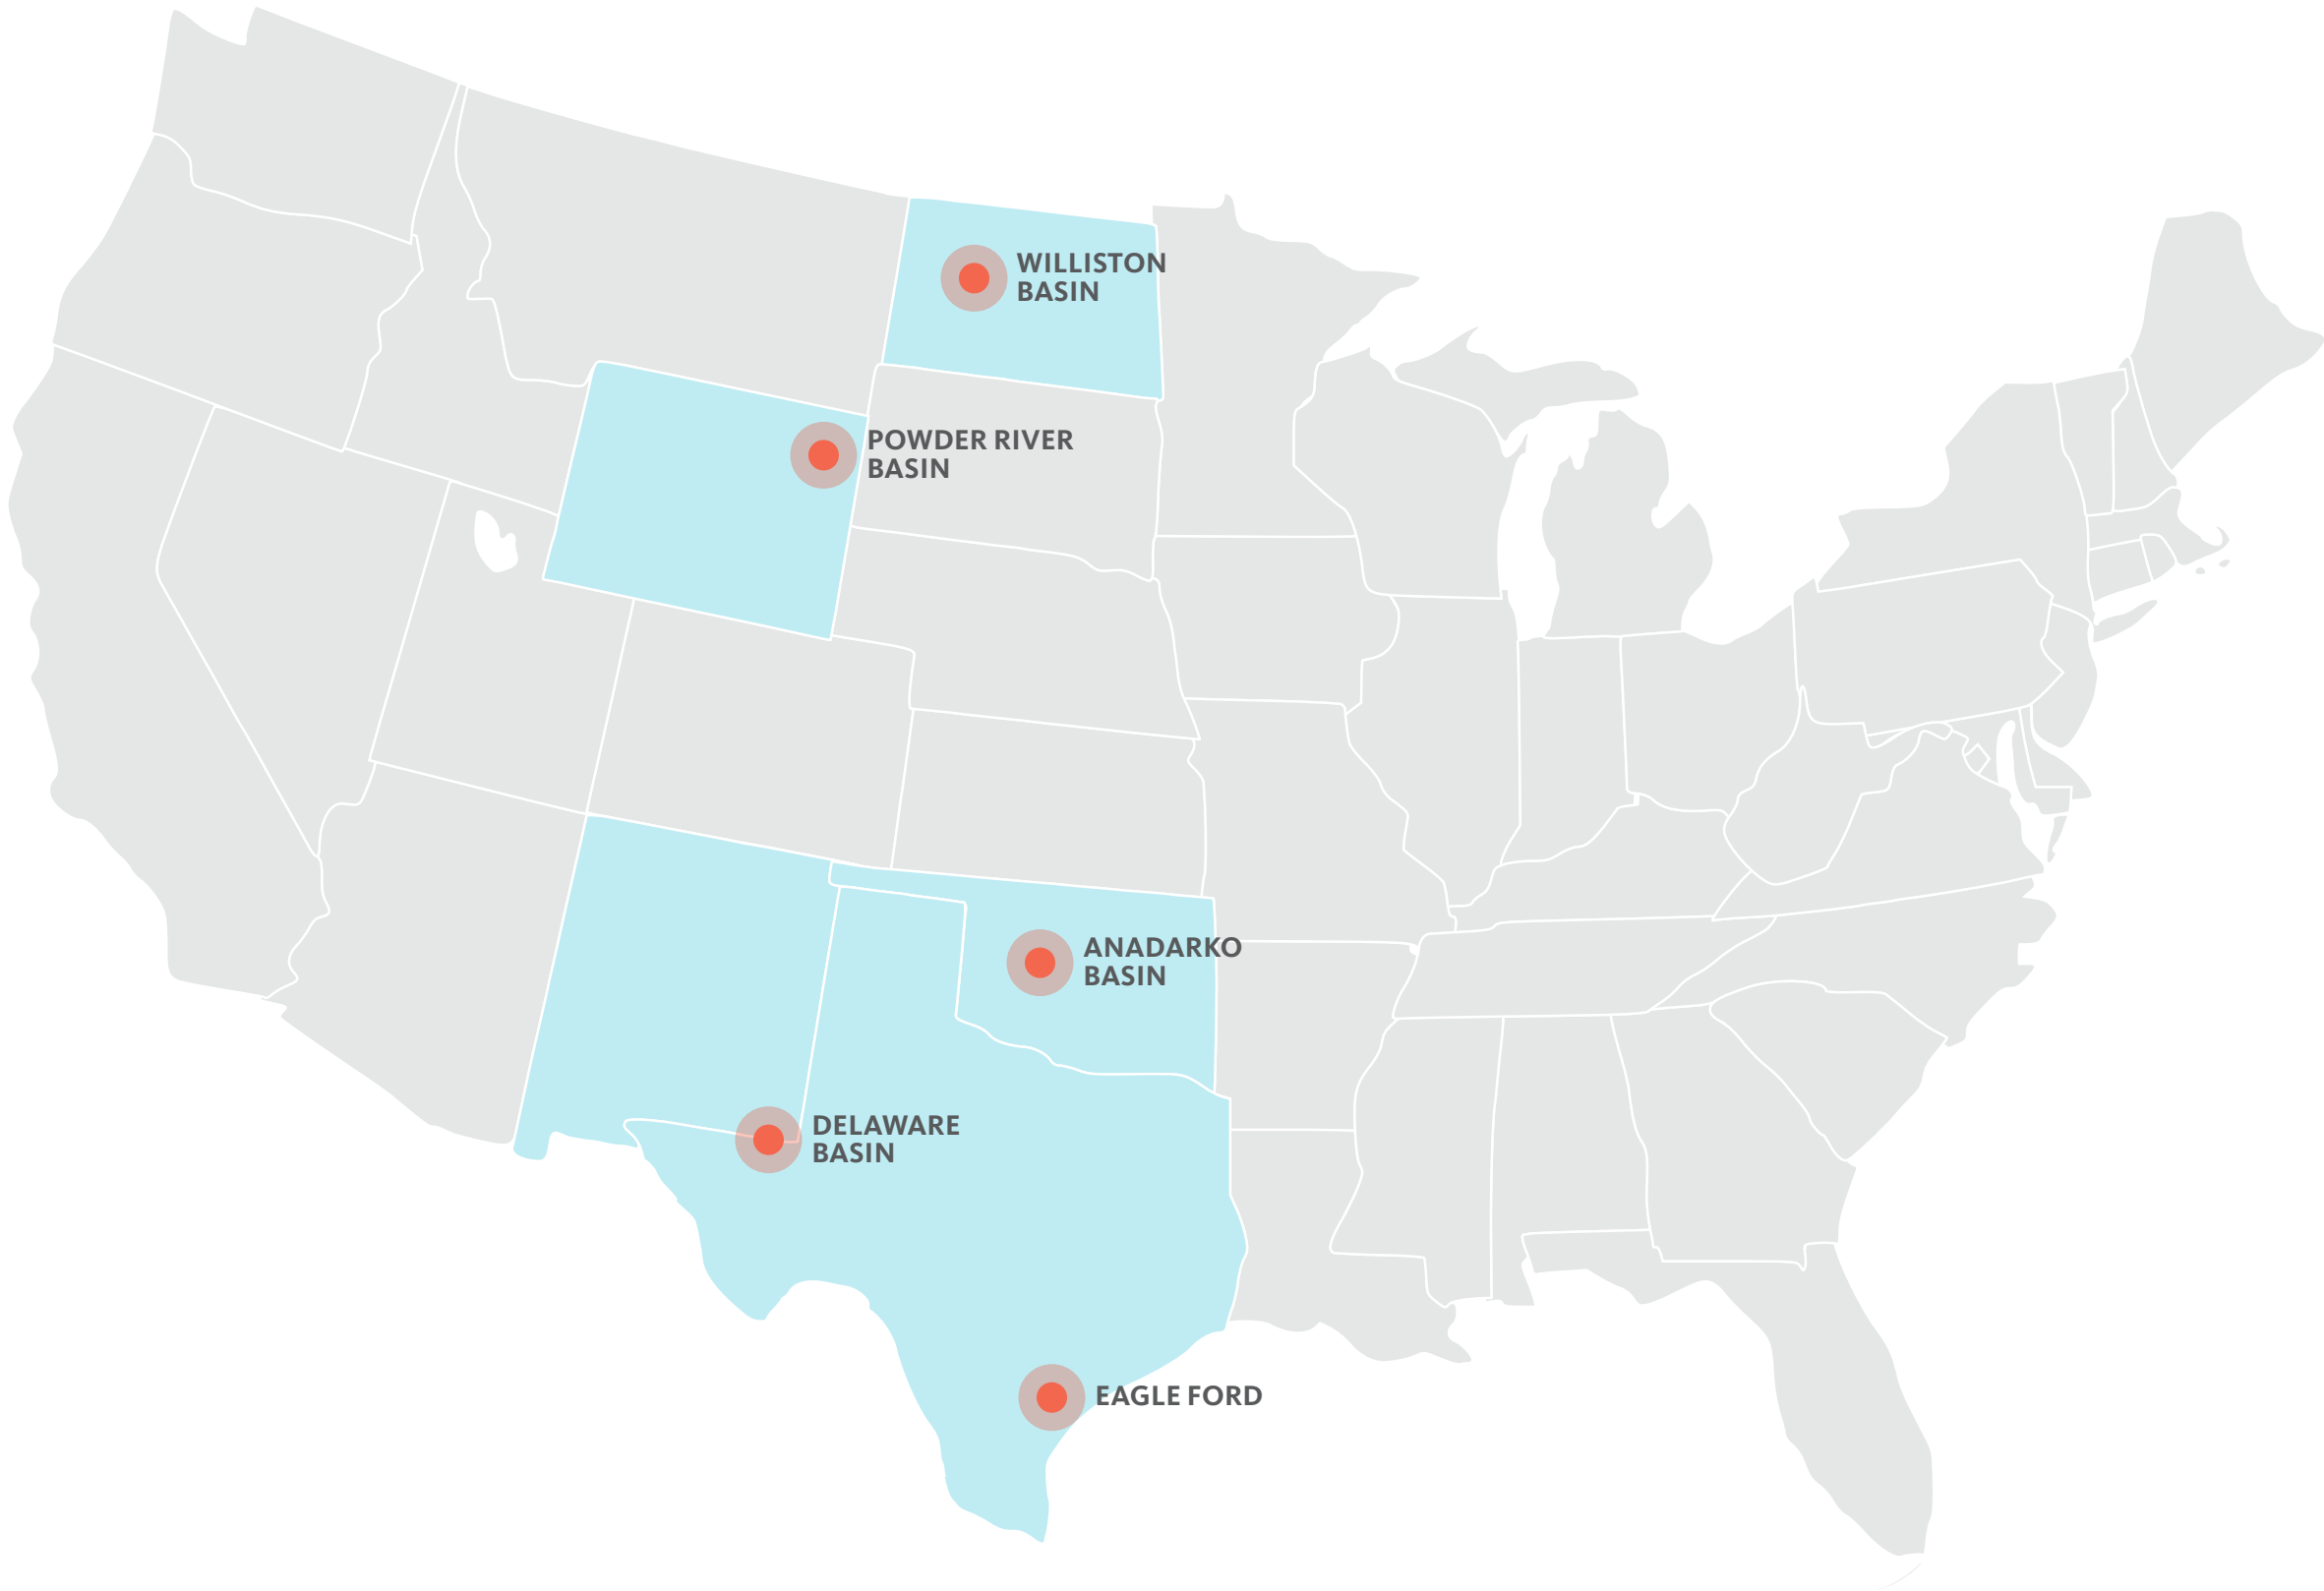 WILLISTON
BASIN
POWDER RIVER
BASIN
ANADARKO
BASIN
DELAWARE
BASIN
EAGLE FORD